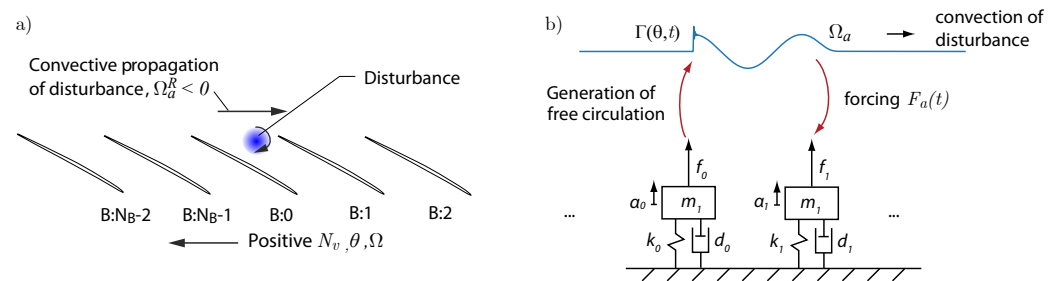 a)
Convective propagation
of disturbance, Ω_a^R < 0
Disturbance
B:N_B-2 B:N_B-1 B:0 B:1 B:2
Positive N_v ,θ ,Ω
b)
Γ(θ,t)
Ω_a
convection of
disturbance
Generation of
free circulation
forcing F_a(t)
f_0 f_1
a_0 m_1 a_1 m_1
... ...
k_0 d_0 k_1 d_1